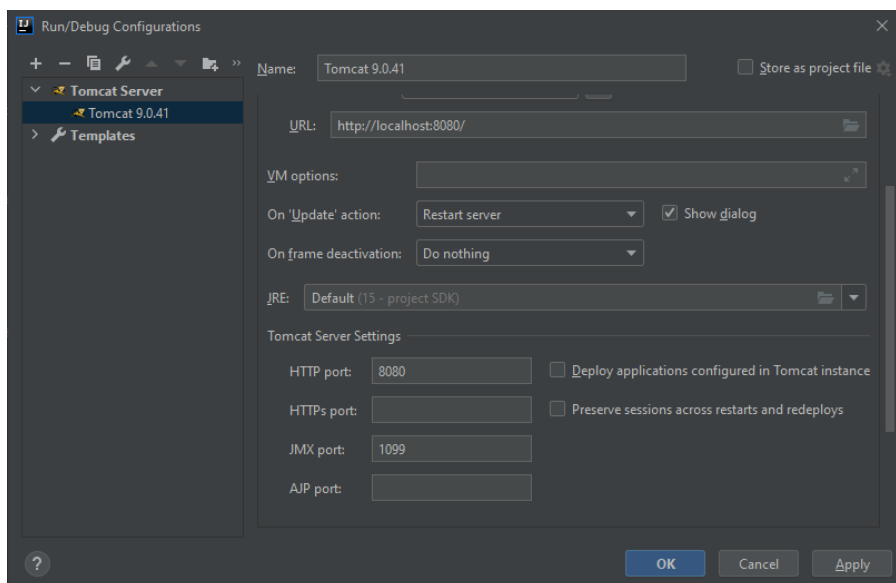 Run/Debug Configurations
Name: Tomcat 9.0.41 Store as project file
Tomcat Server
Tomcat 9.0.41
Templates
URL: http://localhost:8080/
VM options:
On 'Update' action: Restart server Show dialog
On frame deactivation: Do nothing
JRE: Default (15 - project SDK)
Tomcat Server Settings
HTTP port: 8080 Deploy applications configured in Tomcat instance
HTTPs port: Preserve sessions across restarts and redeploys
JMX port: 1099
AJP port:
? OK Cancel Apply